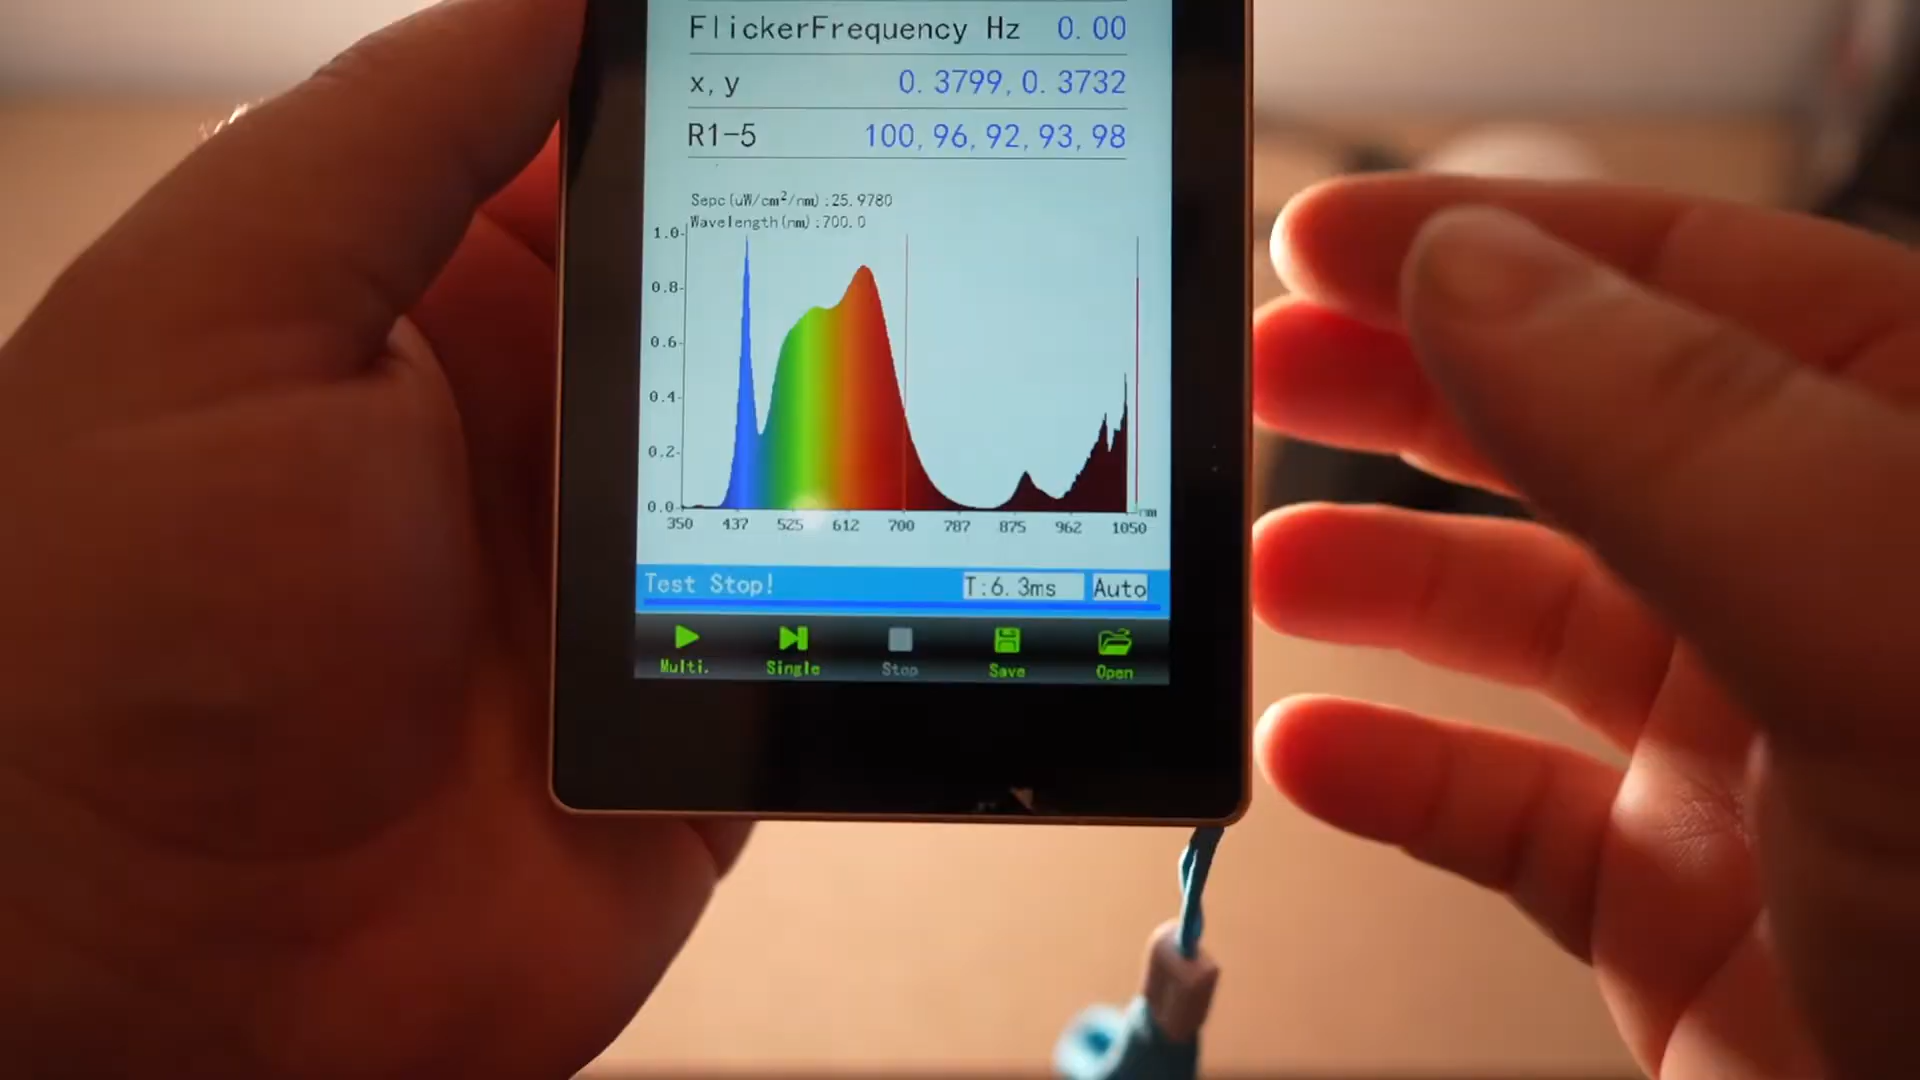 FlickerFrequency Hz 0.00
x,y 0.3799,0.3732
R1-5 100,96,92,93,98
Sepc(uW/cm²/nm):25.9780
Wavelength(nm):700.0
1.0
0.8
0.6
0.4
0.2
0.0
nm
350 437 525 612 700 787 875 962 1050
Test Stop! T:6.3ms Auto
Multi. Single Stop Save Open